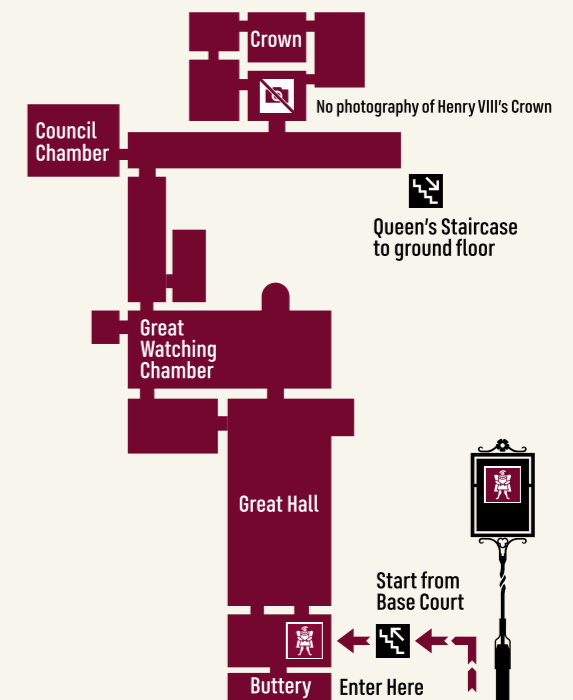 Crown
No photography of Henry VIII's Crown
Council
Chamber
Queen's Staircase
to ground floor
Great
Watching
Chamber
Great Hall
Start from
Base Court
Buttery
Enter Here